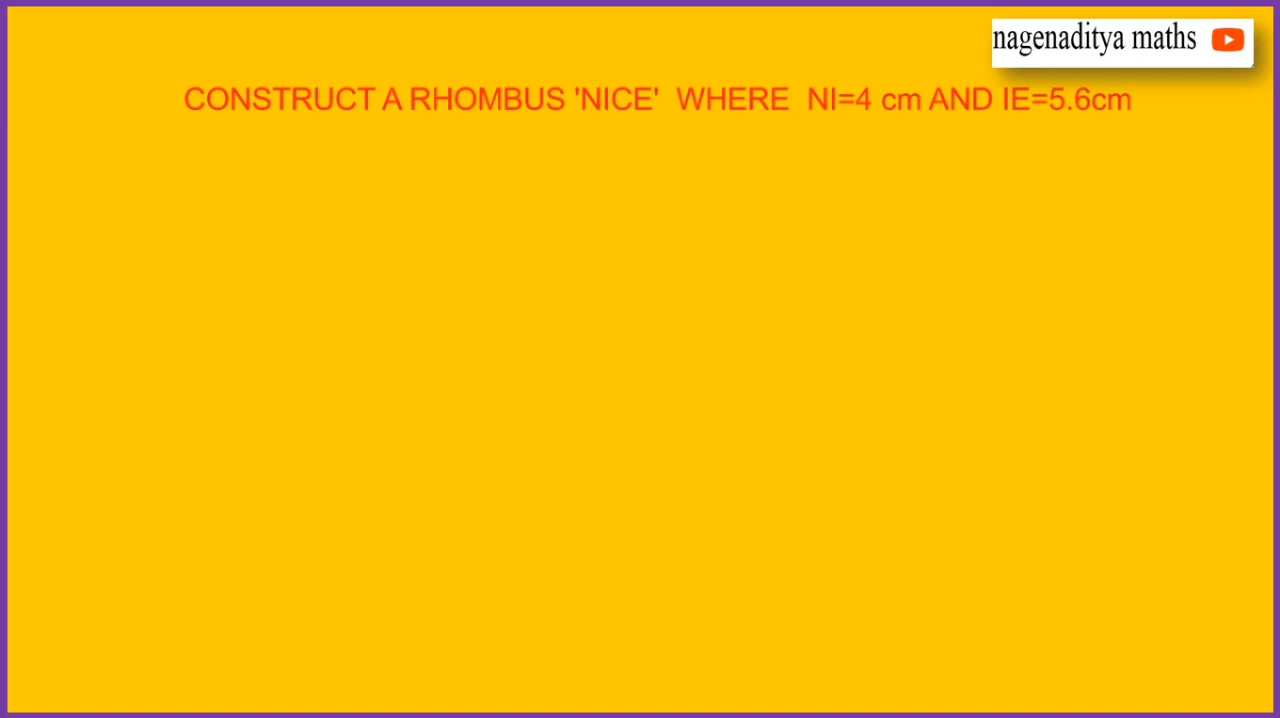 nagenaditya maths
CONSTRUCT A RHOMBUS 'NICE' WHERE NI=4 cm AND IE=5.6cm